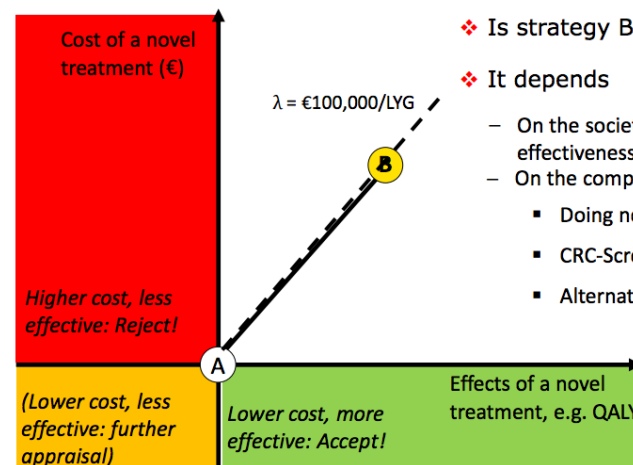 Cost of a novel
treatment (€)
λ = €100,000/LYG
B
Higher cost, less
effective: Reject!
A
(Lower cost, less
effective: further
appraisal)
Lower cost, more
effective: Accept!
Effects of a novel
treatment, e.g. QALY
❖ Is strategy B
❖ It depends
– On the societ
effectiveness
– On the comp
▪ Doing no
▪ CRC-Scre
▪ Alternat